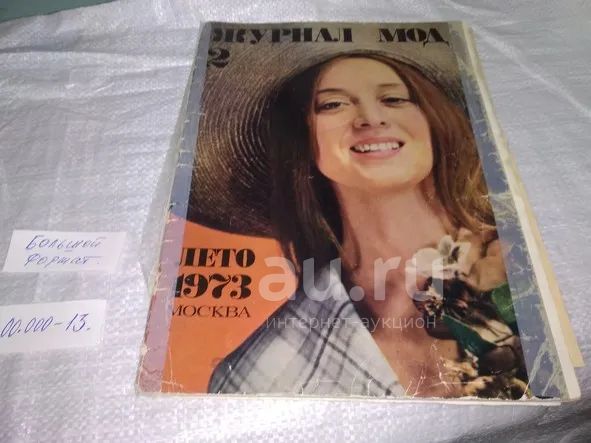 ЖУРНАЛ МОД
2
ЛЕТО
1973
МОСКВА
БОЛЬШОЙ
ФОРМАТ.
00.000-13.
au.ru
интернет-аукцион